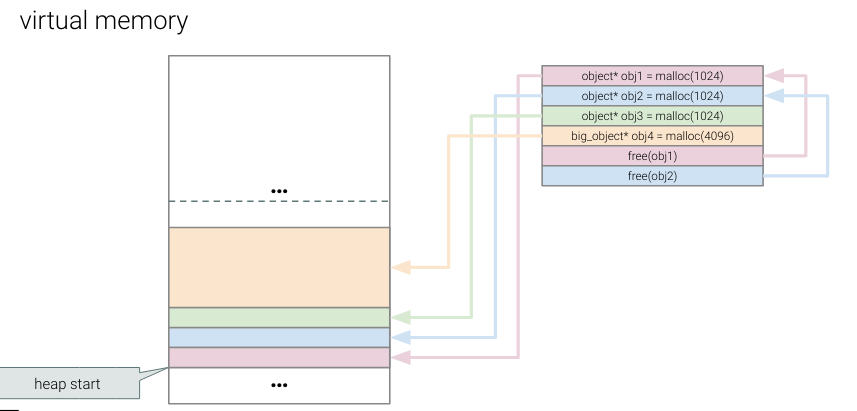 virtual memory
object* obj1 = malloc(1024)
object* obj2 = malloc(1024)
object* obj3 = malloc(1024)
big_object* obj4 = malloc(4096)
free(obj1)
free(obj2)
...
heap start
...